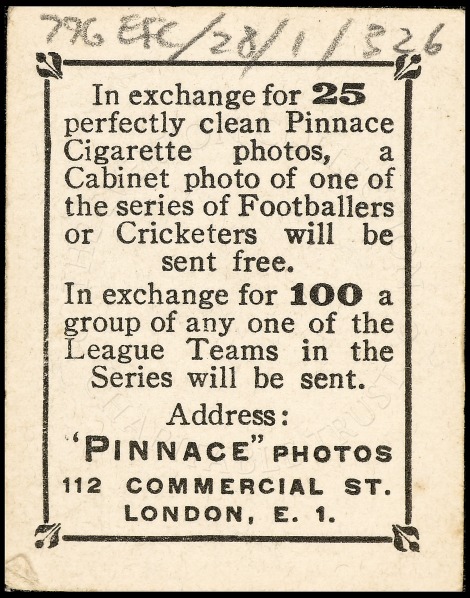 796 EFC/28/1/326
In exchange for 25
perfectly clean Pinnace
Cigarette photos, a
Cabinet photo of one of
the series of Footballers
or Cricketers will be
sent free.
In exchange for 100 a
group of any one of the
League Teams in the
Series will be sent.
Address:
"PINNACE" PHOTOS
112 COMMERCIAL ST.
LONDON, E. 1.